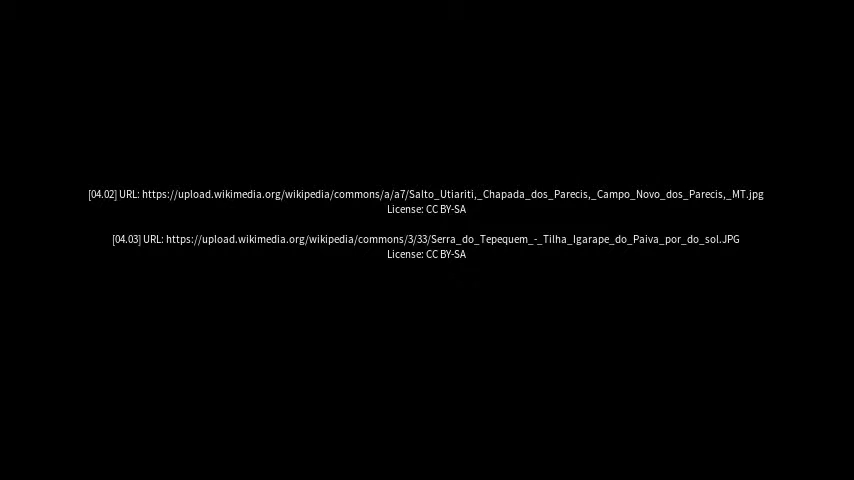 [04.02] URL: https://upload.wikimedia.org/wikipedia/commons/a/a7/Salto_Utiariti,_Chapada_dos_Parecis,_Campo_Novo_dos_Parecis,_MT.jpg
License: CC BY-SA
[04.03] URL: https://upload.wikimedia.org/wikipedia/commons/3/33/Serra_do_Tepequem_-_Tilha_Igarape_do_Paiva_por_do_sol.JPG
License: CC BY-SA